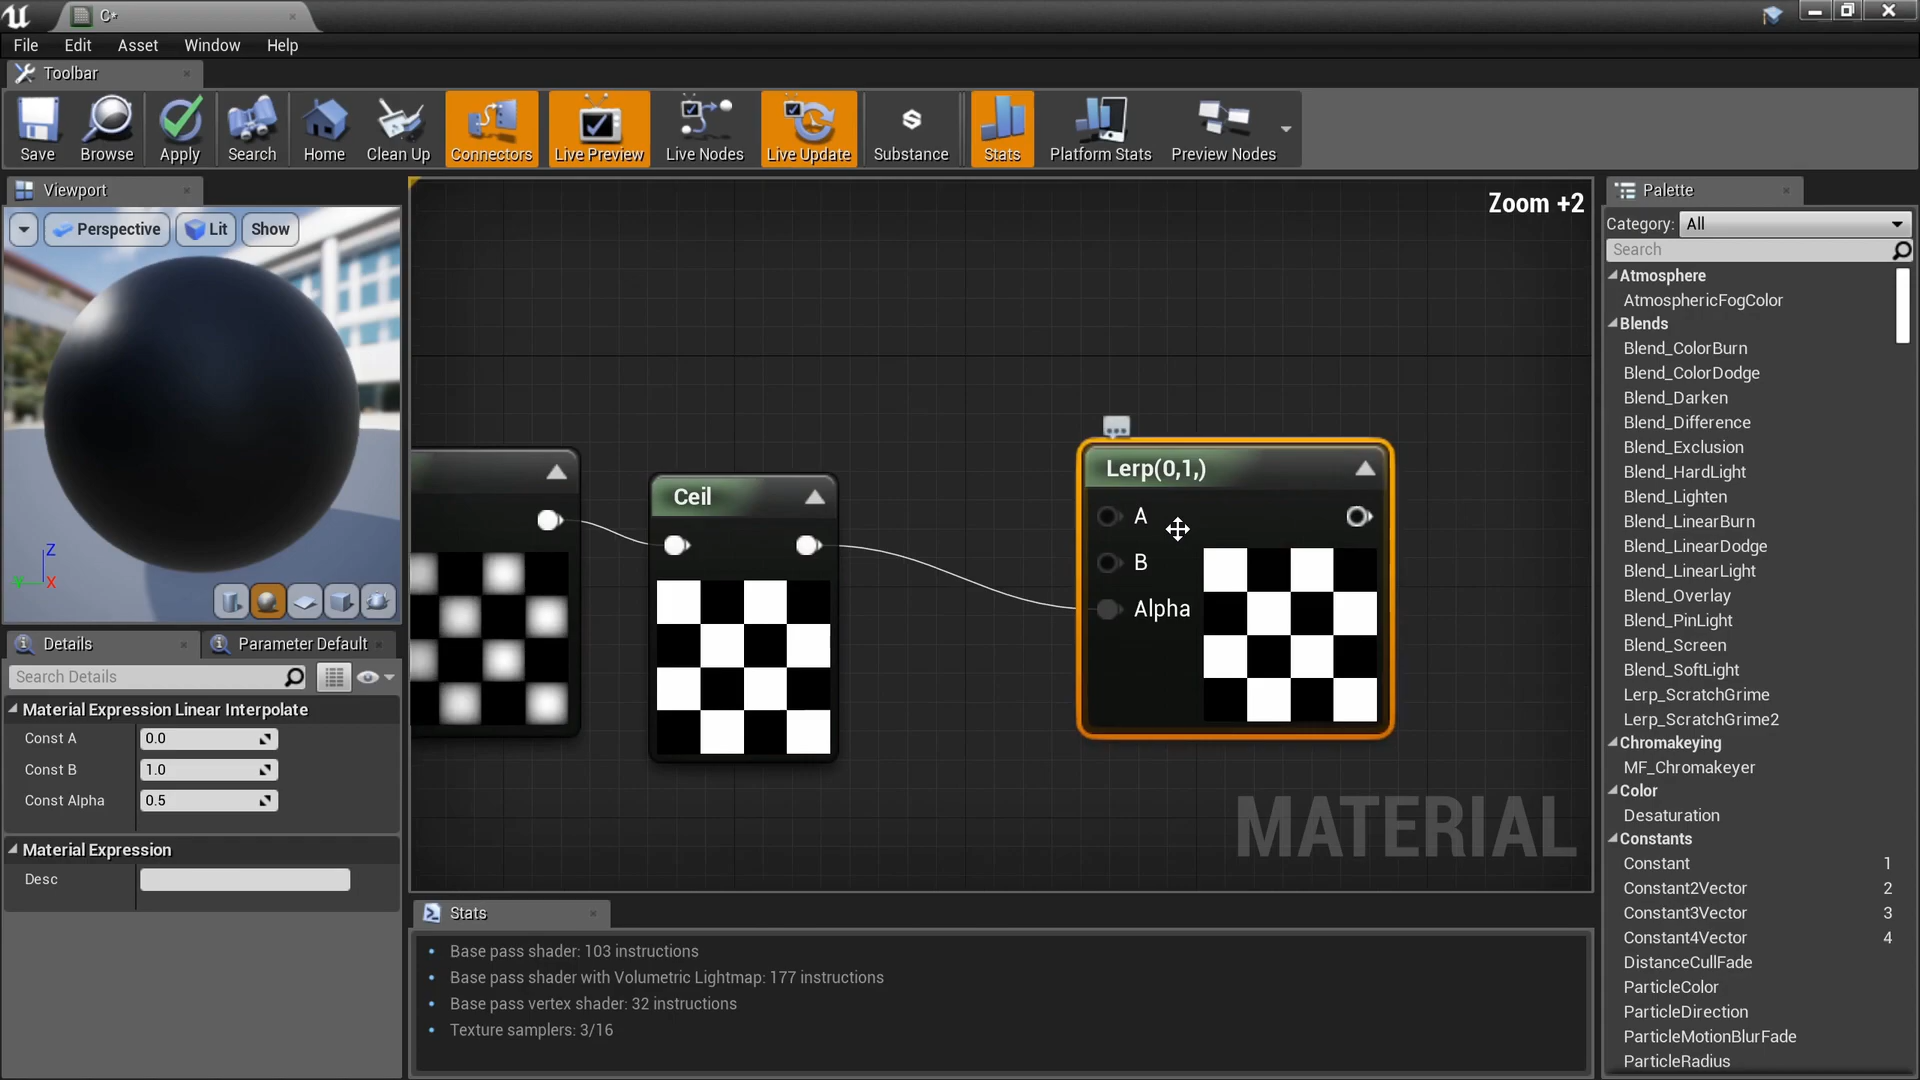 C*
File Edit Asset Window Help
Toolbar
Save Browse Apply Search Home Clean Up Connectors Live Preview Live Nodes Live Update Substance Stats Platform Stats Preview Nodes
Viewport
Perspective Lit Show
Z
Y X
Details Parameter Default
Search Details
Material Expression Linear Interpolate
Const A 0.0
Const B 1.0
Const Alpha 0.5
Material Expression
Desc
Zoom +2
Ceil
Lerp(0,1,)
A
B
Alpha
MATERIAL
Stats
Base pass shader: 103 instructions
Base pass shader with Volumetric Lightmap: 177 instructions
Base pass vertex shader: 32 instructions
Texture samplers: 3/16
Palette
Category: All
Search
Atmosphere
AtmosphericFogColor
Blends
Blend_ColorBurn
Blend_ColorDodge
Blend_Darken
Blend_Difference
Blend_Exclusion
Blend_HardLight
Blend_Lighten
Blend_LinearBurn
Blend_LinearDodge
Blend_LinearLight
Blend_Overlay
Blend_PinLight
Blend_Screen
Blend_SoftLight
Lerp_ScratchGrime
Lerp_ScratchGrime2
Chromakeying
MF_Chromakeyer
Color
Desaturation
Constants
Constant 1
Constant2Vector 2
Constant3Vector 3
Constant4Vector 4
DistanceCullFade
ParticleColor
ParticleDirection
ParticleMotionBlurFade
ParticleRadius